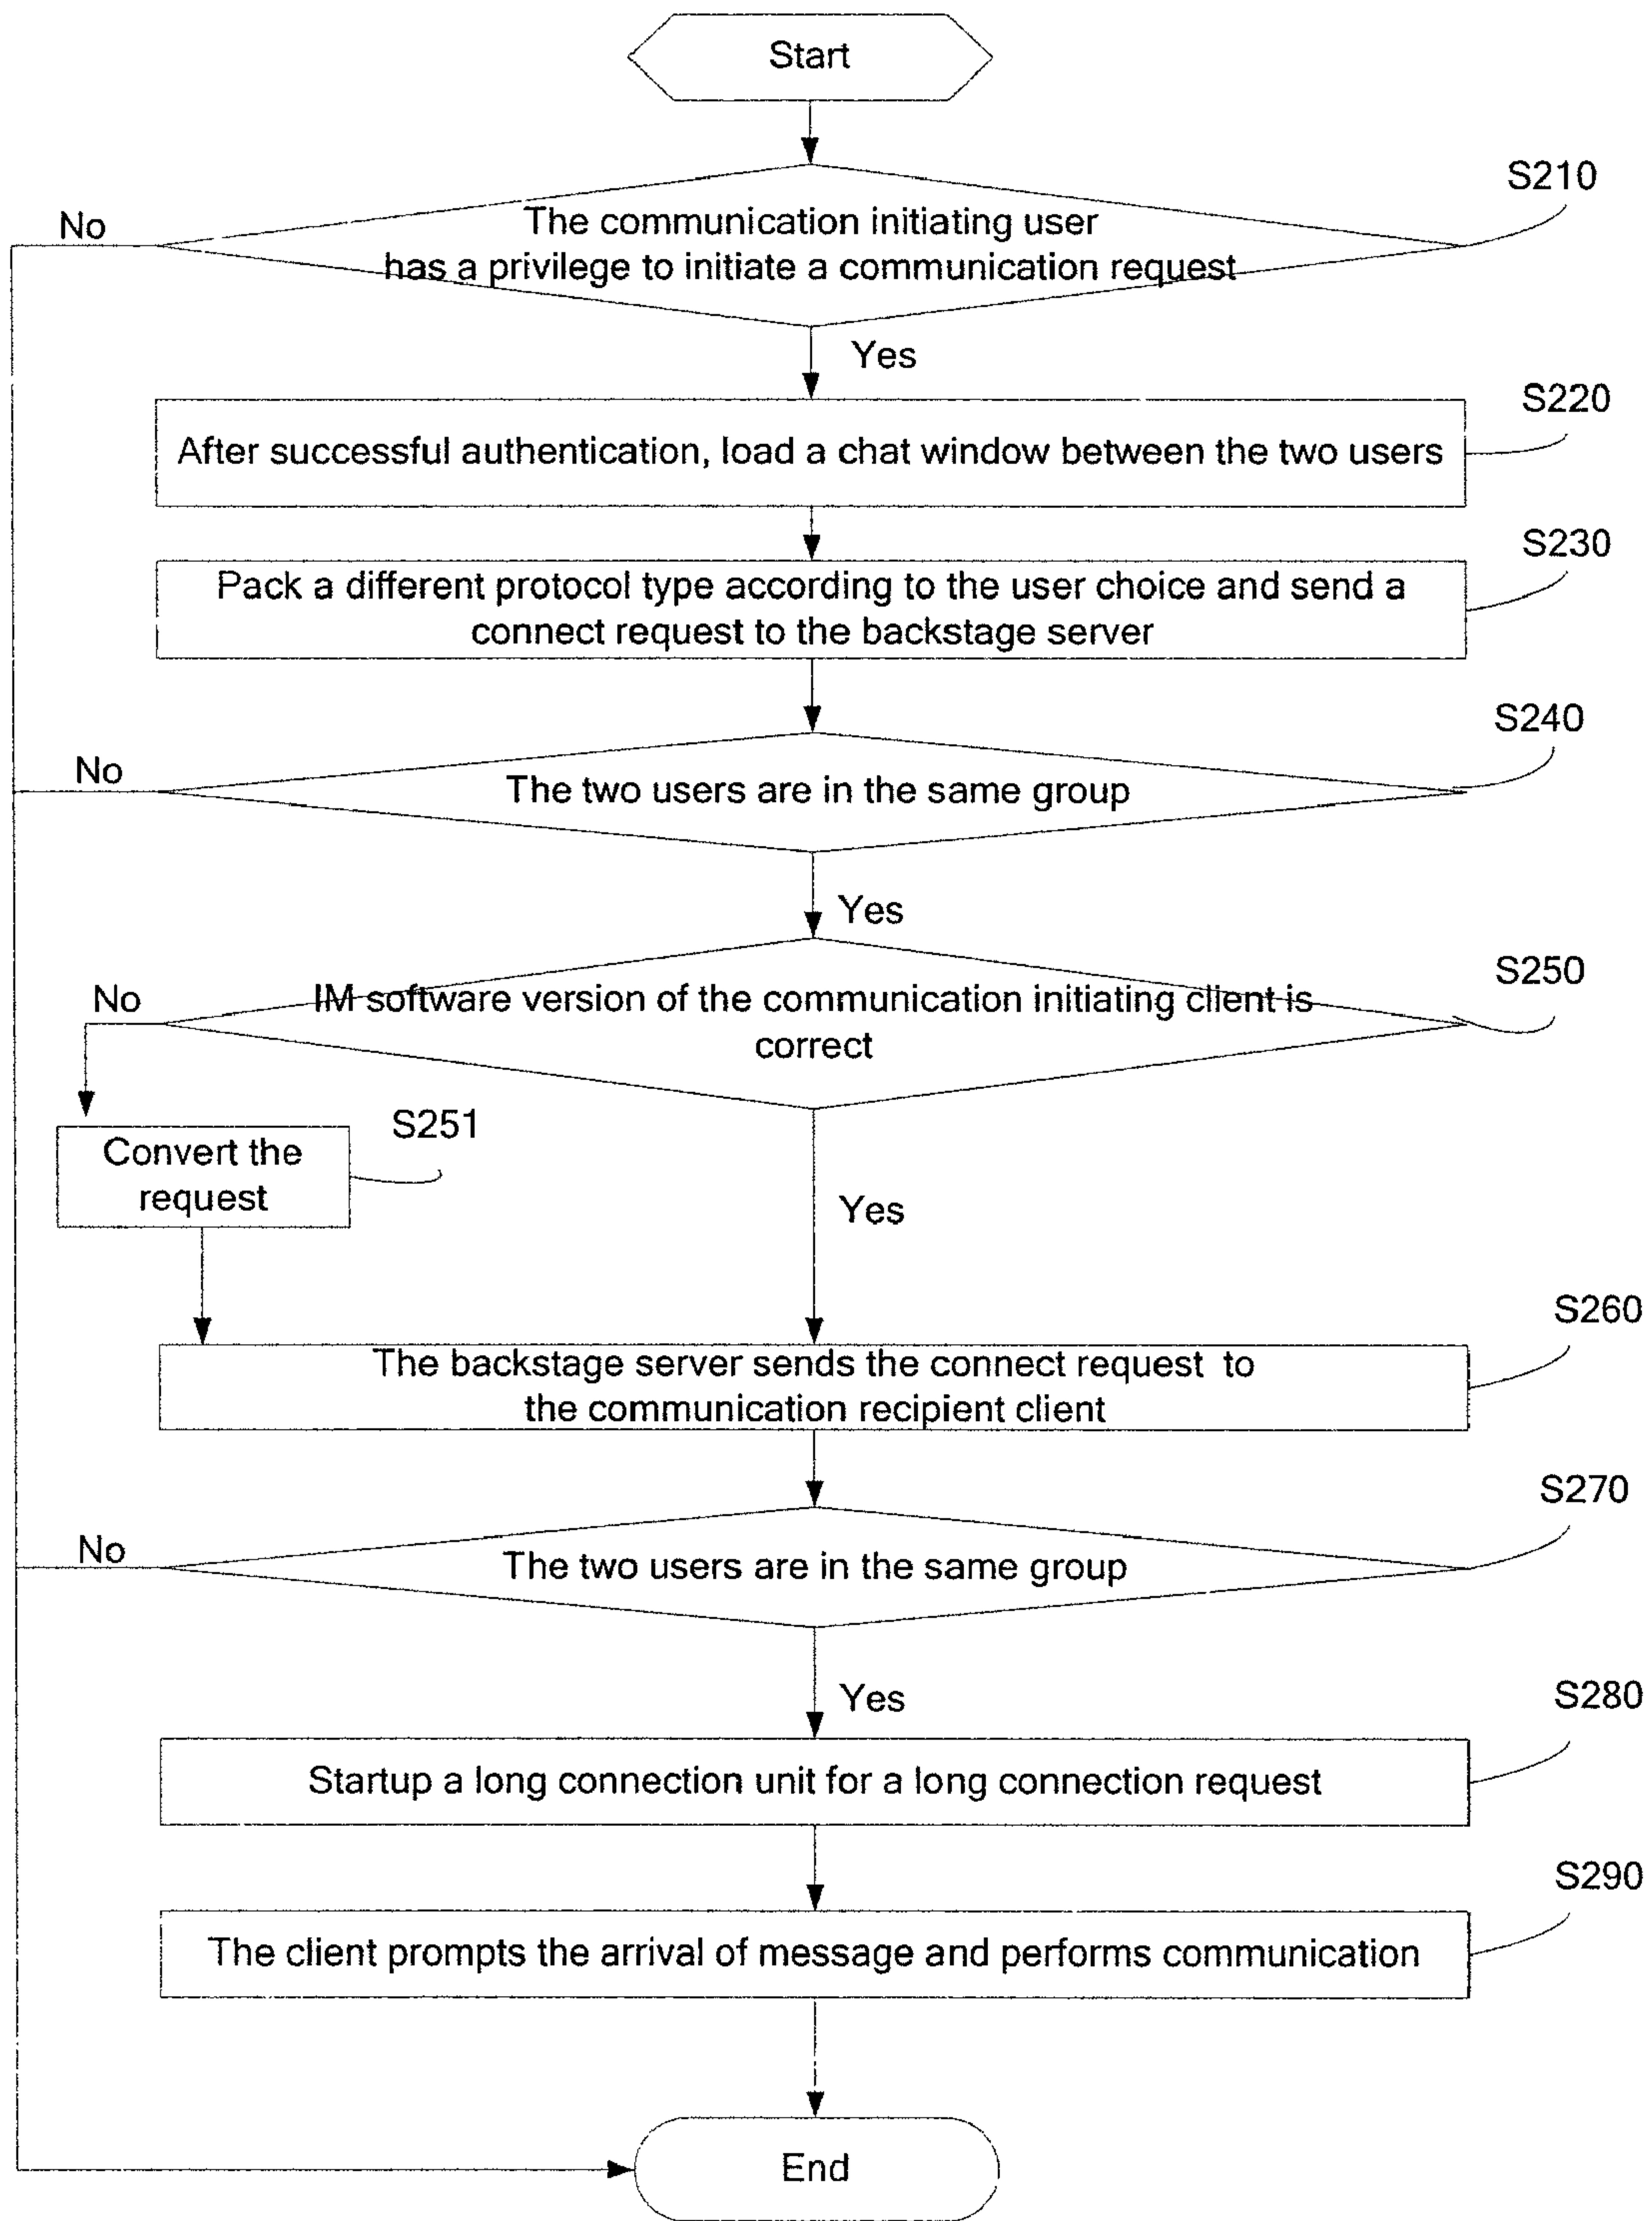 Start
S210
No
The communication initiating user
has a privilege to initiate a communication request
Yes
S220
After successful authentication, load a chat window between the two users
S230
Pack a different protocol type according to the user choice and send a
connect request to the backstage server
S240
No
The two users are in the same group
Yes
S250
No
IM software version of the communication initiating client is
correct
S251
Convert the
request
Yes
S260
The backstage server sends the connect request to
the communication recipient client
S270
No
The two users are in the same group
Yes
S280
Startup a long connection unit for a long connection request
S290
The client prompts the arrival of message and performs communication
End